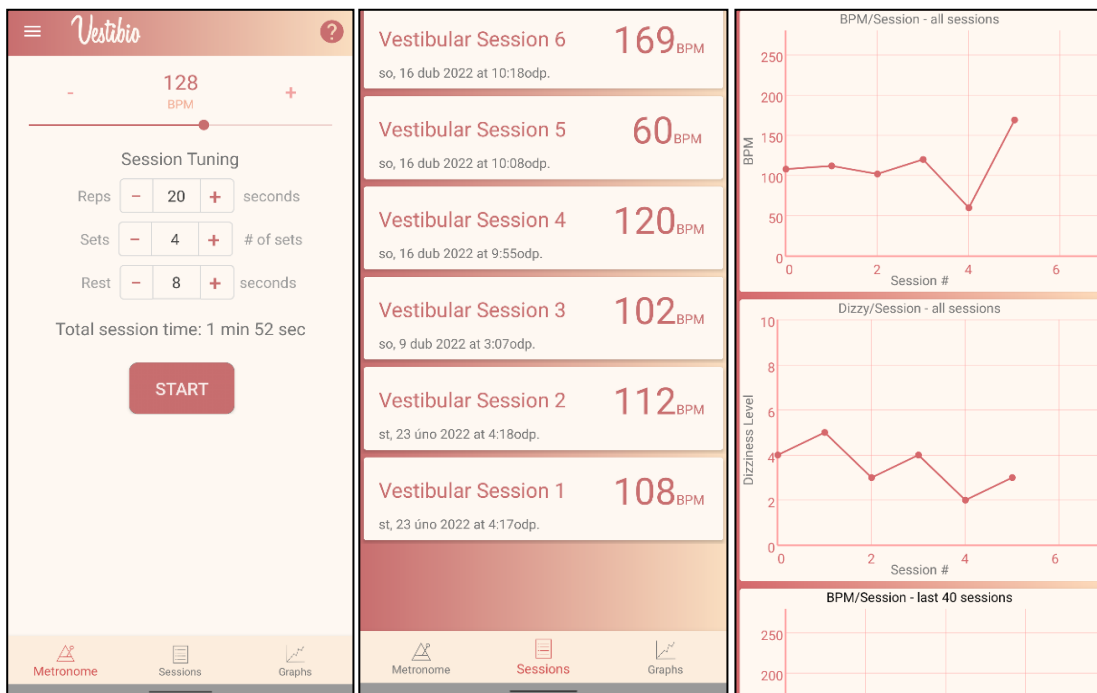 Vestibio
?
128
BPM
- +
Session Tuning
Reps − 20 + seconds
Sets − 4 + # of sets
Rest − 8 + seconds
Total session time: 1 min 52 sec
START
Metronome Sessions Graphs
Vestibular Session 6 169BPM
so, 16 dub 2022 at 10:18odp.
Vestibular Session 5 60BPM
so, 16 dub 2022 at 10:08odp.
Vestibular Session 4 120BPM
so, 16 dub 2022 at 9:55odp.
Vestibular Session 3 102BPM
so, 9 dub 2022 at 3:07odp.
Vestibular Session 2 112BPM
st, 23 úno 2022 at 4:18odp.
Vestibular Session 1 108BPM
st, 23 úno 2022 at 4:17odp.
Metronome Sessions Graphs
BPM/Session - all sessions
250
200
150
100
50
0
BPM
0 2 4 6
Session #
Dizzy/Session - all sessions
10
8
6
4
2
0
Dizziness Level
0 2 4 6
Session #
BPM/Session - last 40 sessions
250
200